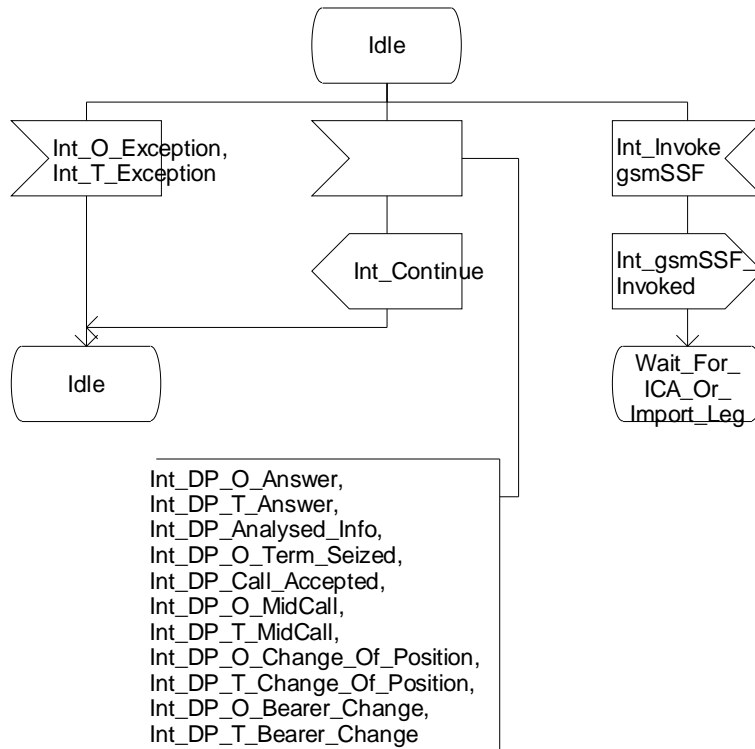 Idle
Int_O_Exception,
Int_T_Exception
Int_Invoke
gsmSSF
Int_Continue
Int_gsmSSF_
Invoked
Idle
Wait_For_
ICA_Or_
Import_Leg
Int_DP_O_Answer,
Int_DP_T_Answer,
Int_DP_Analysed_Info,
Int_DP_O_Term_Seized,
Int_DP_Call_Accepted,
Int_DP_O_MidCall,
Int_DP_T_MidCall,
Int_DP_O_Change_Of_Position,
Int_DP_T_Change_Of_Position,
Int_DP_O_Bearer_Change,
Int_DP_T_Bearer_Change